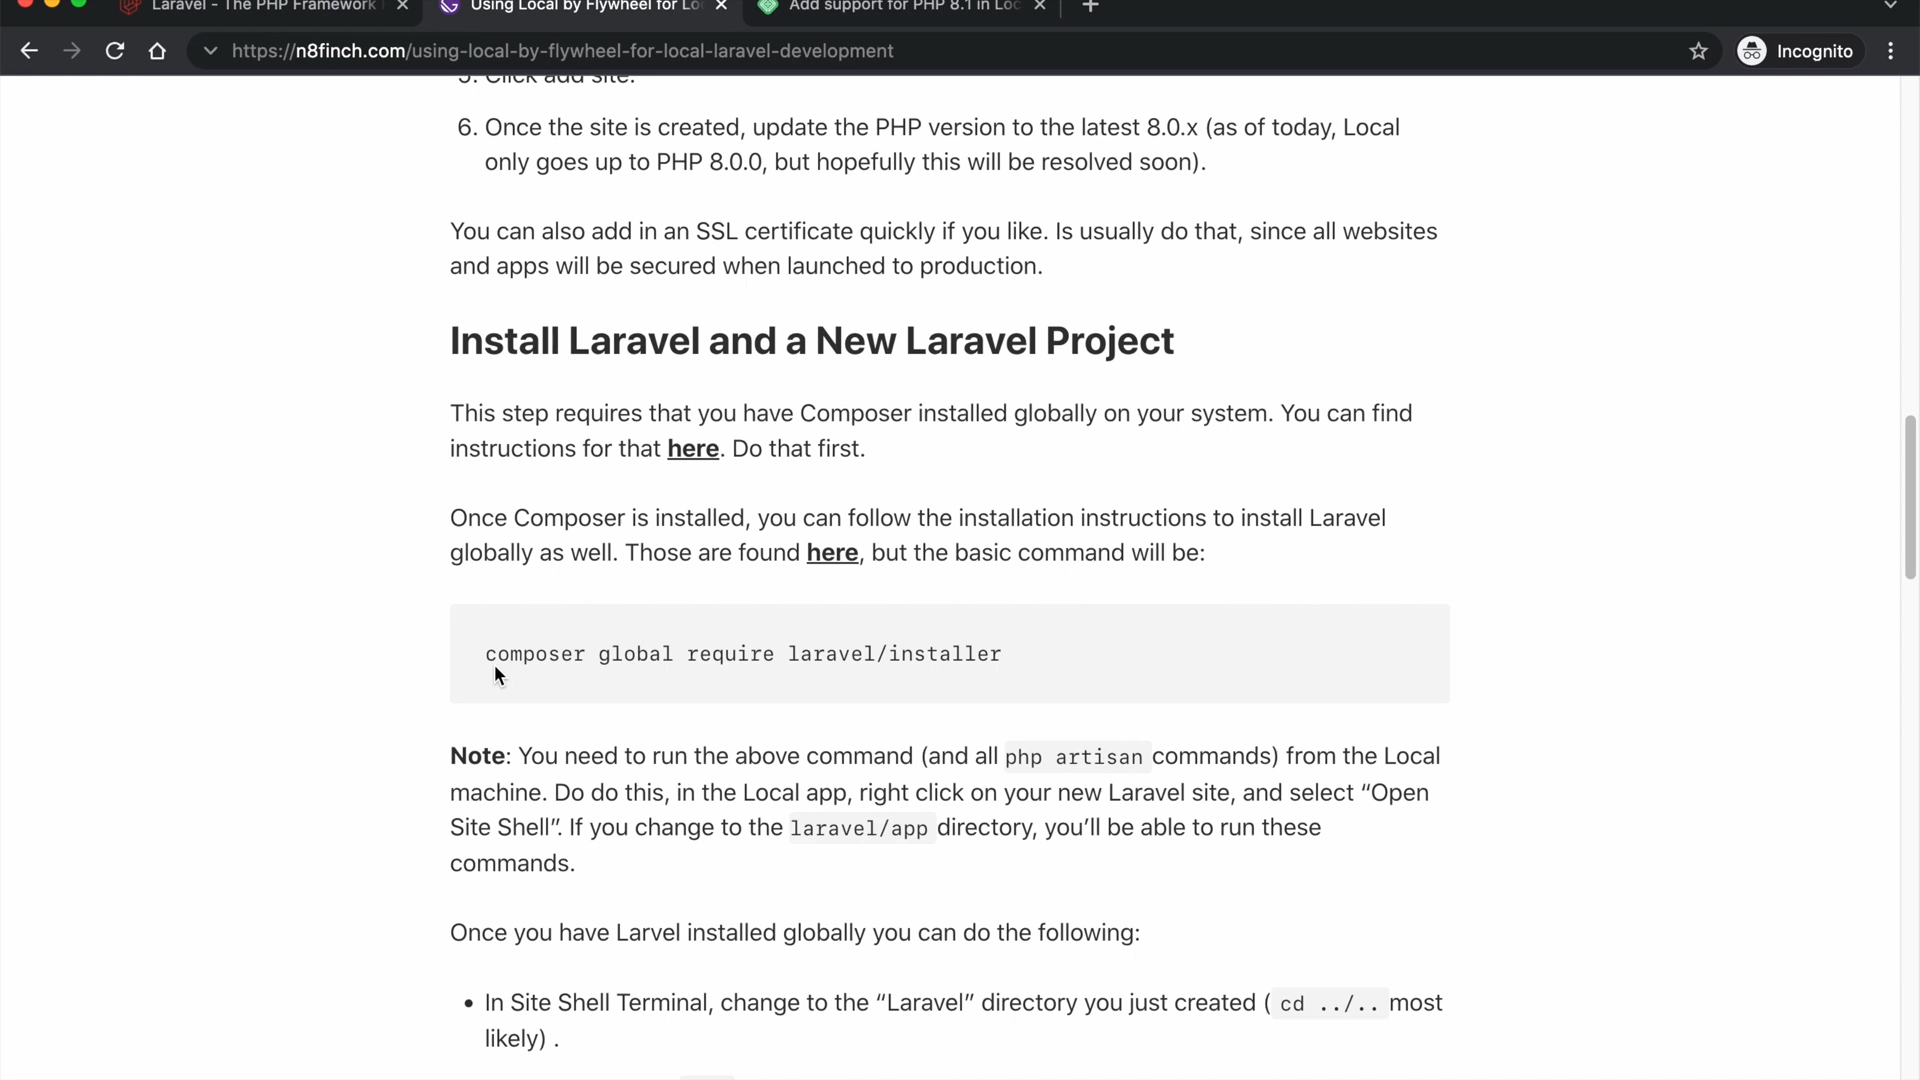 Laravel - The PHP Framework
Using Local by Flywheel for Lo
Add support for PHP 8.1 in Loc
https://n8finch.com/using-local-by-flywheel-for-local-laravel-development
Incognito
5. Click add site.
6. Once the site is created, update the PHP version to the latest 8.0.x (as of today, Local
only goes up to PHP 8.0.0, but hopefully this will be resolved soon).
You can also add in an SSL certificate quickly if you like. Is usually do that, since all websites
and apps will be secured when launched to production.
Install Laravel and a New Laravel Project
This step requires that you have Composer installed globally on your system. You can find
instructions for that here. Do that first.
Once Composer is installed, you can follow the installation instructions to install Laravel
globally as well. Those are found here, but the basic command will be:
composer global require laravel/installer
Note: You need to run the above command (and all php artisan commands) from the Local
machine. Do do this, in the Local app, right click on your new Laravel site, and select “Open
Site Shell”. If you change to the laravel/app directory, you’ll be able to run these
commands.
Once you have Larvel installed globally you can do the following:
• In Site Shell Terminal, change to the “Laravel” directory you just created ( cd ../.. most
likely) .